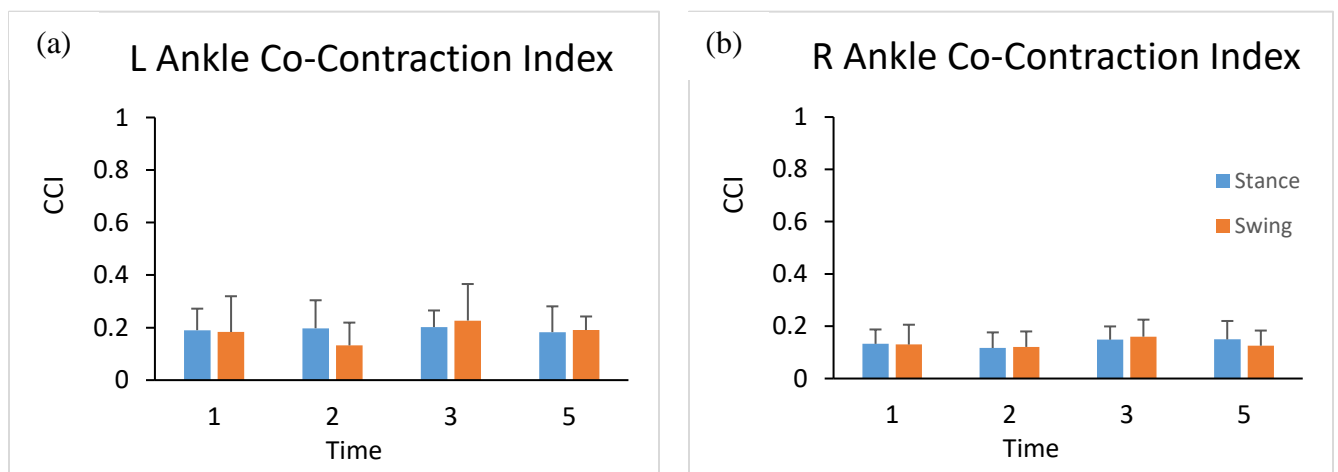 (a)
L Ankle Co-Contraction Index
1
0.8
0.6
0.4
0.2
0
CCI
1 2 3 5
Time
(b)
R Ankle Co-Contraction Index
1
0.8
0.6
0.4
0.2
0
CCI
Stance
Swing
1 2 3 5
Time